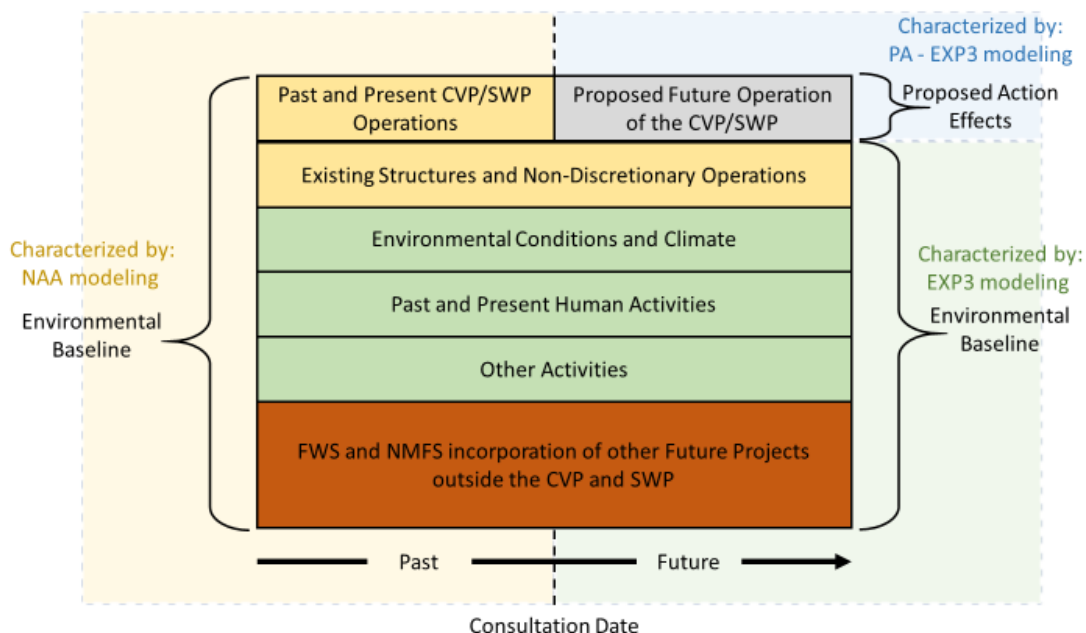 Characterized by:
PA - EXP3 modeling
Past and Present CVP/SWP
Operations
Proposed Future Operation
of the CVP/SWP
Proposed Action
Effects
Existing Structures and Non-Discretionary Operations
Characterized by:
NAA modeling
Environmental
Baseline
Environmental Conditions and Climate
Characterized by:
EXP3 modeling
Environmental
Baseline
Past and Present Human Activities
Other Activities
FWS and NMFS incorporation of other Future Projects
outside the CVP and SWP
Past
Future
Consultation Date